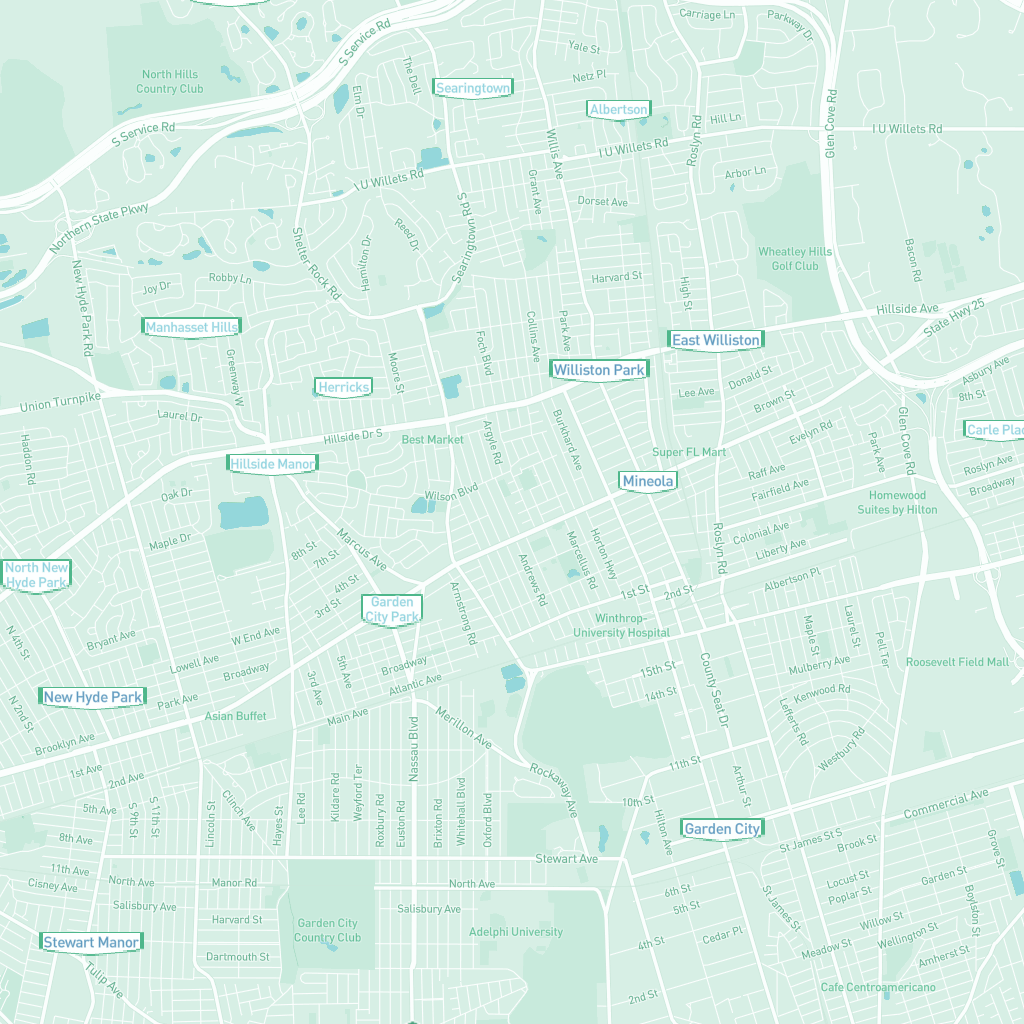 S Service Rd
Carriage Ln
Parkway Dr
Yale St
North Hills
Country Club
The Dell
Netz Pl
Searingtown
Elm Dr
Albertson
Glen Cove Rd
Hill Ln
S Service Rd
Willis Ave
Roslyn Rd
I U Willets Rd
I U Willets Rd
I U Willets Rd
Arbor Ln
Grant Ave
Dorset Ave
Northern State Pkwy
S Searingtown Rd
Reed Dr
Hamilton Dr
Shelter Rock Rd
Wheatley Hills
Golf Club
Bacon Rd
New Hyde Park Rd
Robby Ln
Joy Dr
Harvard St
High St
Hillside Ave
State Hwy 25
Manhasset Hills
Collins Ave
Park Ave
Foch Blvd
East Williston
Williston Park
Greenway W
Moore St
Herricks
Donald St
Asbury Ave
Lee Ave
8th St
Brown St
Union Turnpike
Laurel Dr
Burkhard Ave
Glen Cove Rd
Carle Plac
Hillside Dr S
Best Market
Argyle Rd
Evelyn Rd
Park Ave
Haddon Rd
Super FL Mart
Hillside Manor
Raff Ave
Roslyn Ave
Mineola
Fairfield Ave
Broadway
Oak Dr
Wilson Blvd
Homewood
Suites by Hilton
Marcus Ave
Maple Dr
8th St
7th St
Horton Hwy
Marcellus Rd
Roslyn Rd
Colonial Ave
Liberty Ave
North New
Hyde Park
4th St
3rd St
Andrews Rd
Albertson Pl
1st St
2nd St
Garden
City Park
Armstrong Rd
Winthrop-
University Hospital
N 4th St
Bryant Ave
W End Ave
Maple St
Laurel St
Pell Ter
Lowell Ave
Broadway
5th Ave
Broadway
15th St
County Seat Dr
Mulberry Ave
Roosevelt Field Mall
3rd Ave
Atlantic Ave
New Hyde Park
Park Ave
14th St
Kenwood Rd
N 2nd St
Asian Buffet
Main Ave
Merillon Ave
Lefferts Rd
Westbury Rd
Brooklyn Ave
Nassau Blvd
1st Ave
2nd Ave
11th St
Rockaway Ave
Arthur St
5th Ave
S 9th St
S 11th St
Lincoln St
Clinch Ave
Hayes St
Lee Rd
Kildare Rd
Weyford Ter
Roxbury Rd
Euston Rd
Brixton Rd
Whitehall Blvd
Oxford Blvd
10th St
Hilton Ave
Commercial Ave
8th Ave
Garden City
St James St S
Brook St
Grove St
Stewart Ave
11th Ave
Cisney Ave
North Ave
Manor Rd
North Ave
6th St
Locust St
Poplar St
Garden St
Boylston St
Salisbury Ave
Salisbury Ave
5th St
St James St
Harvard St
Garden City
Country Club
Adelphi University
Willow St
Wellington St
Stewart Manor
4th St
Cedar Pl
Meadow St
Amherst St
Dartmouth St
Tulip Ave
Cafe Centroamericano
2nd St